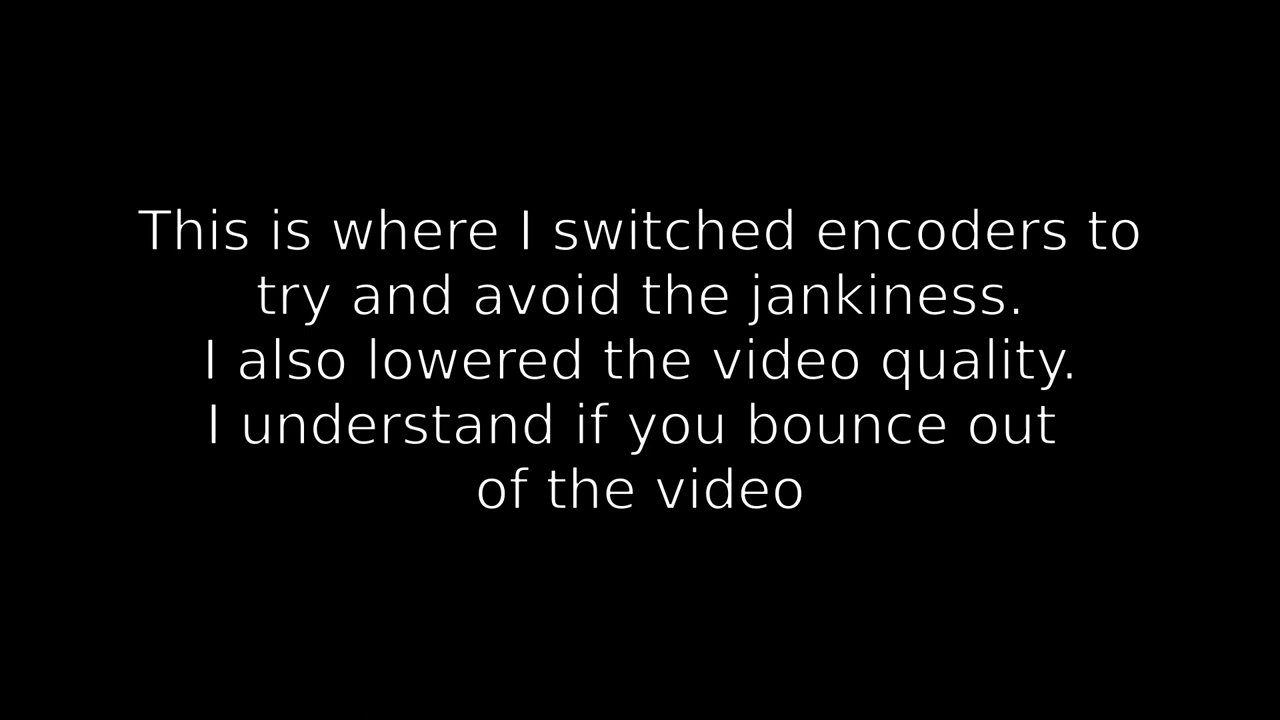 This is where I switched encoders to
try and avoid the jankiness.
I also lowered the video quality.
I understand if you bounce out
of the video